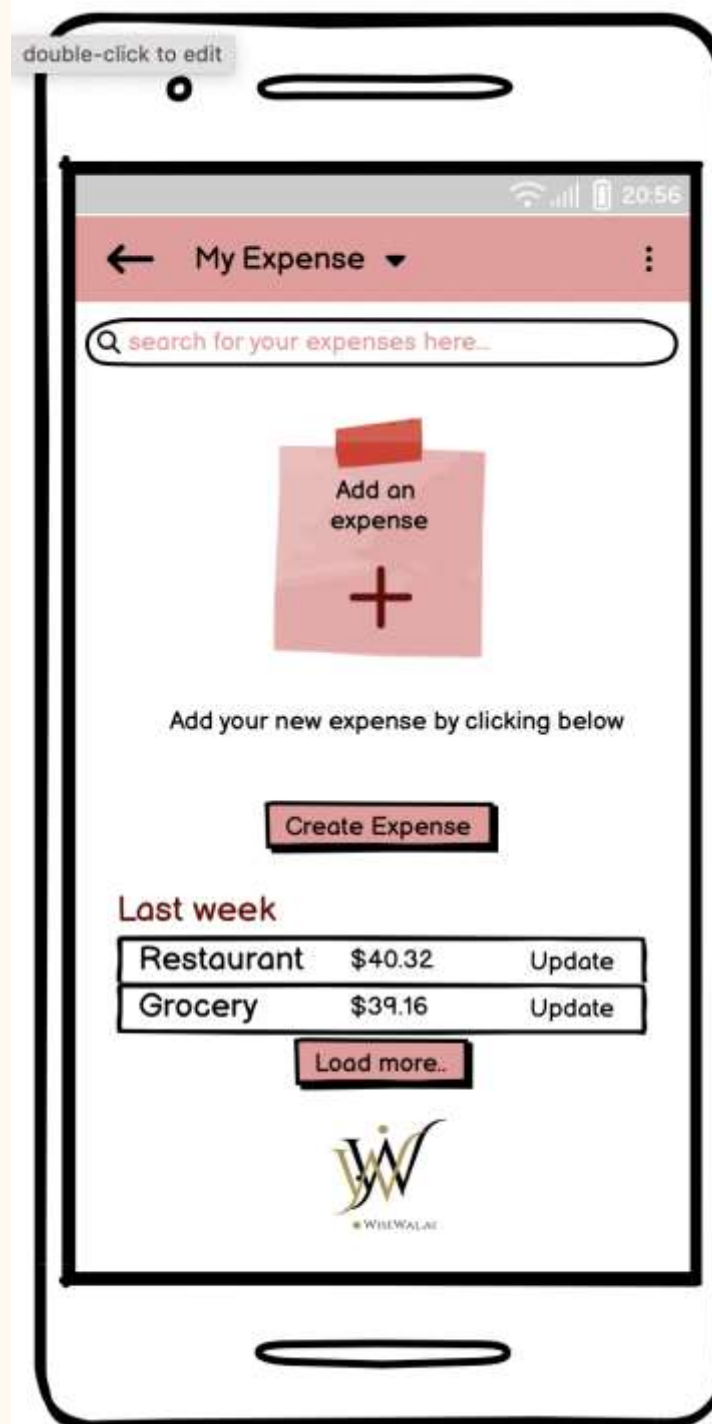 double-click to edit
20:56
My Expense
search for your expenses here...
Add an
expense
Add your new expense by clicking below
Create Expense
Last week
Restaurant $40.32 Update
Grocery $39.16 Update
Load more..